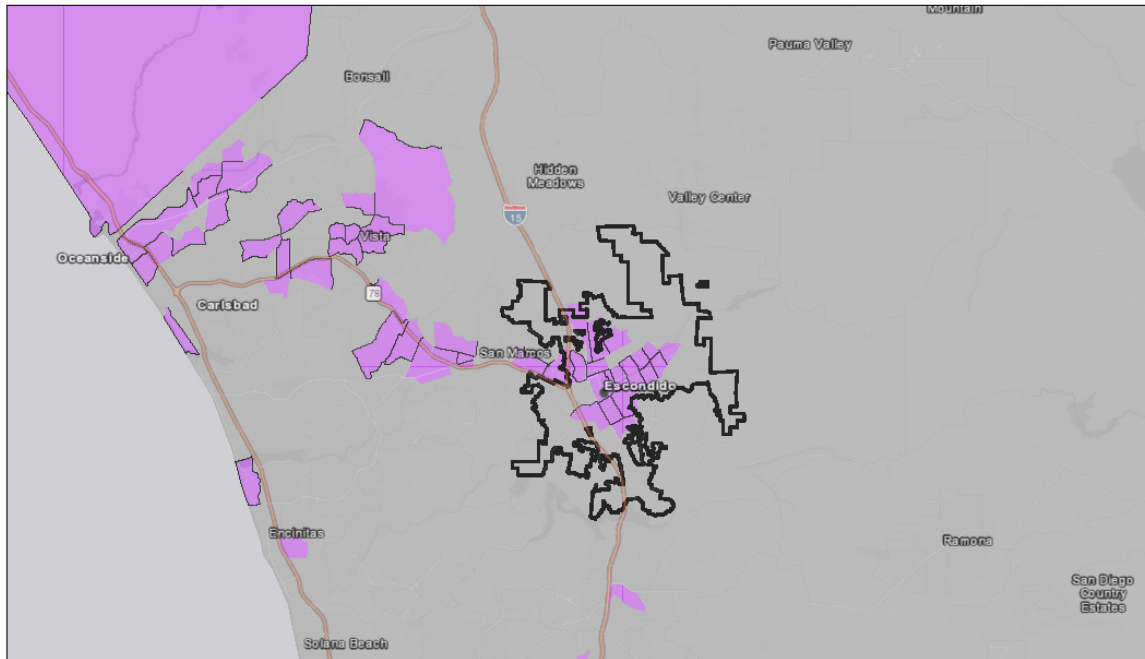 Mountain
Pauma Valley
Bonsall
Hidden
Meadows
Valley Center
15
Vista
Oceanside
78
Carlsbad
San Marcos
Escondido
Encinitas
Ramona
San Diego
Country
Estates
Solana Beach